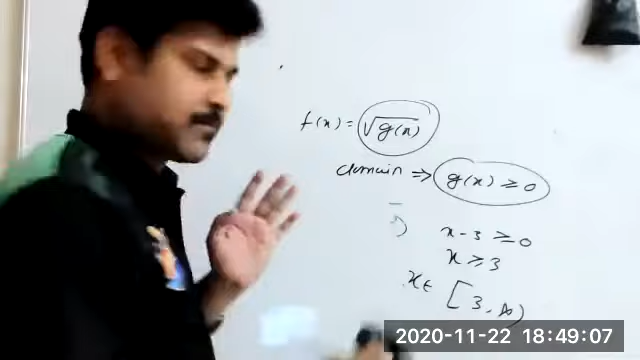 f(x) = √g(x)
domain ⇒ g(x) ≥ 0
x - 3 ≥ 0
x ≥ 3
x ∈ [3, ∞)
2020-11-22 18:49:07